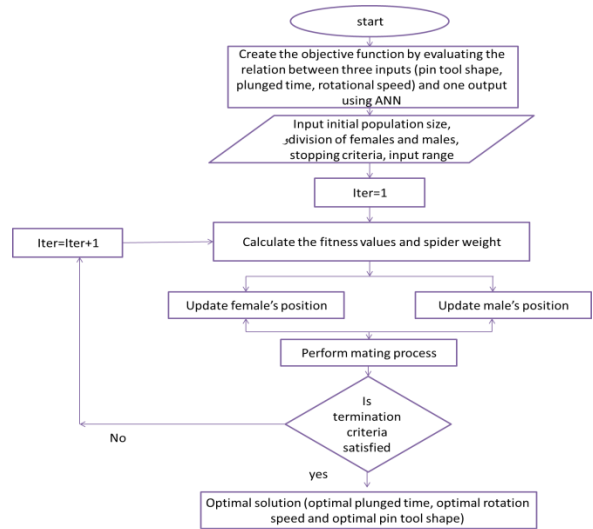 start
Create the objective function by evaluating the
relation between three inputs (pin tool shape,
plunged time, rotational speed) and one output
using ANN
Input initial population size,
division of females and males,
stopping criteria, input range
Iter=1
Iter=Iter+1
Calculate the fitness values and spider weight
Update female's position
Update male's position
Perform mating process
Is
termination
criteria
satisfied
No
yes
Optimal solution (optimal plunged time, optimal rotation
speed and optimal pin tool shape)